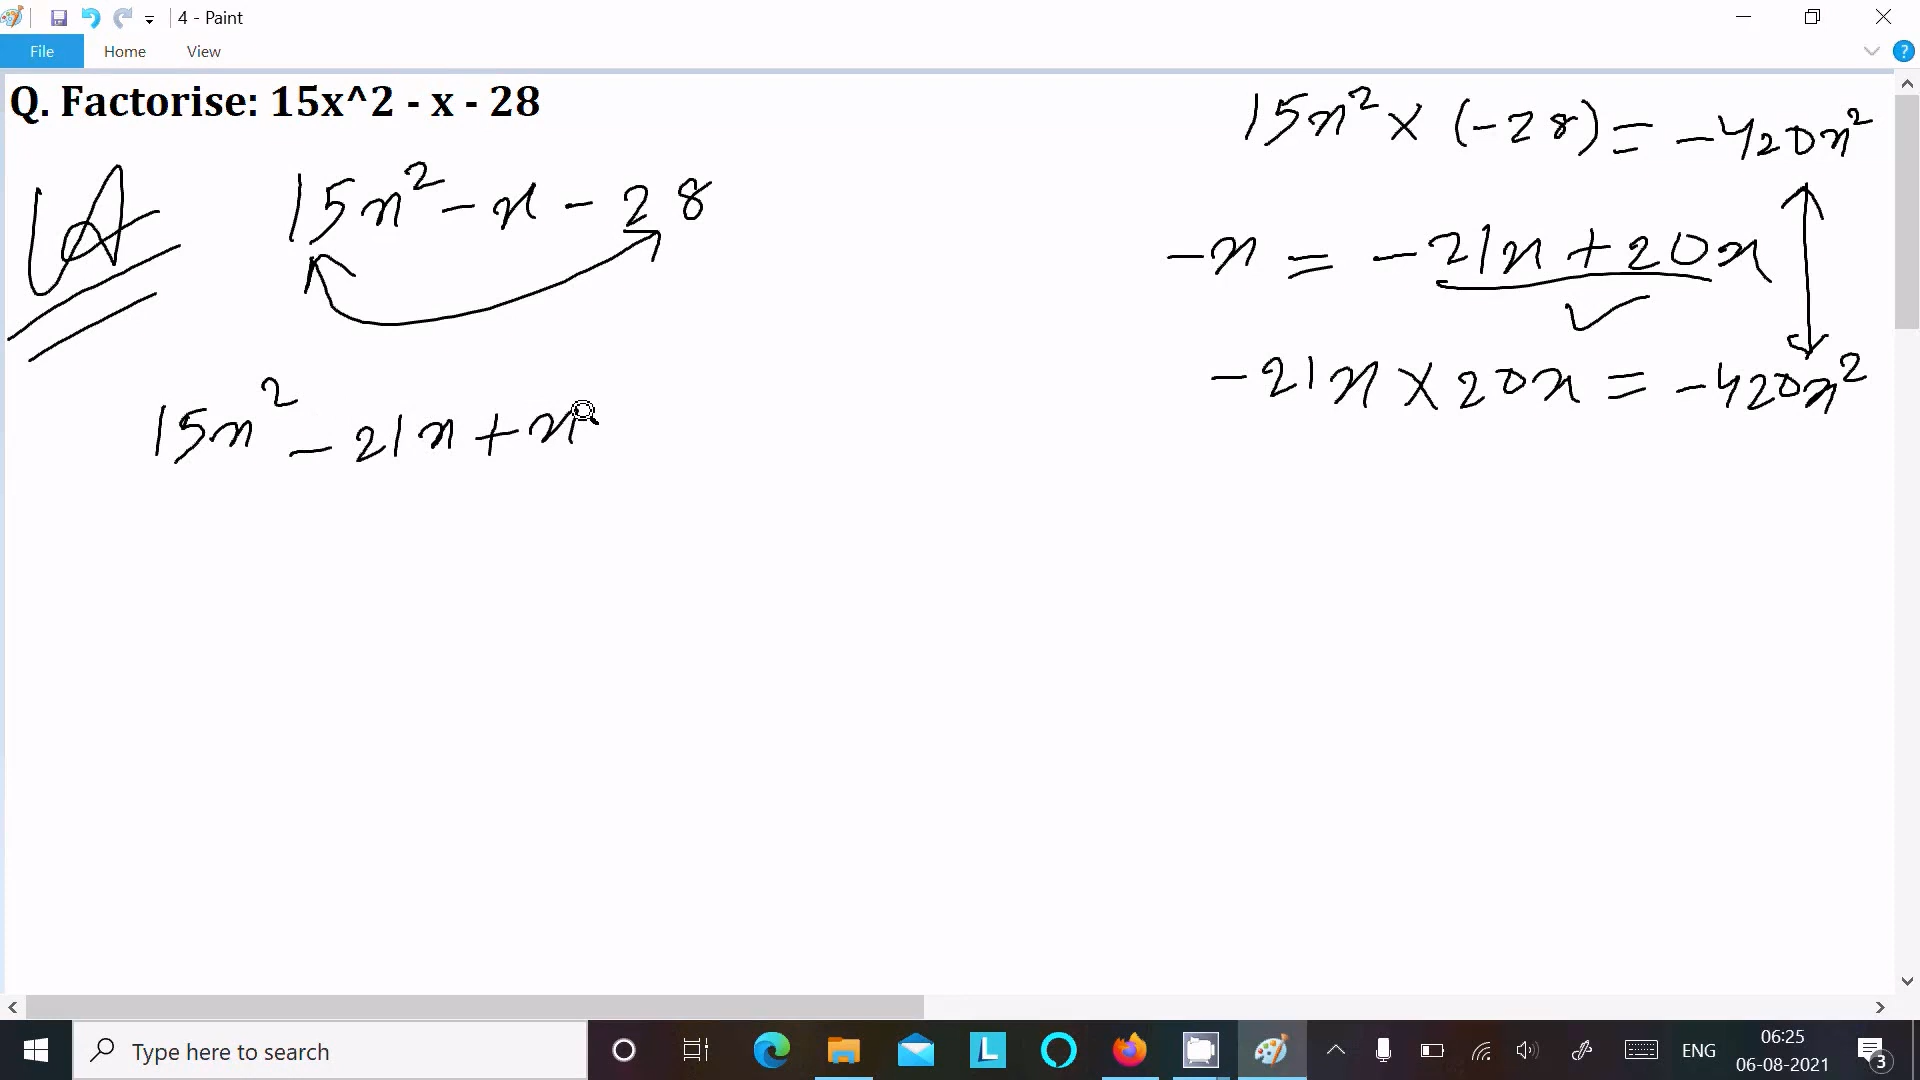 4 - Paint
File Home View
Q. Factorise: 15x^2 - x - 28
15x² - x - 28
15x² - 21x + x
15x² × (-28) = -420x²
-x = -21x + 20x
-21x × 20x = -420x²
Type here to search
L
ENG
06:25
06-08-2021
3